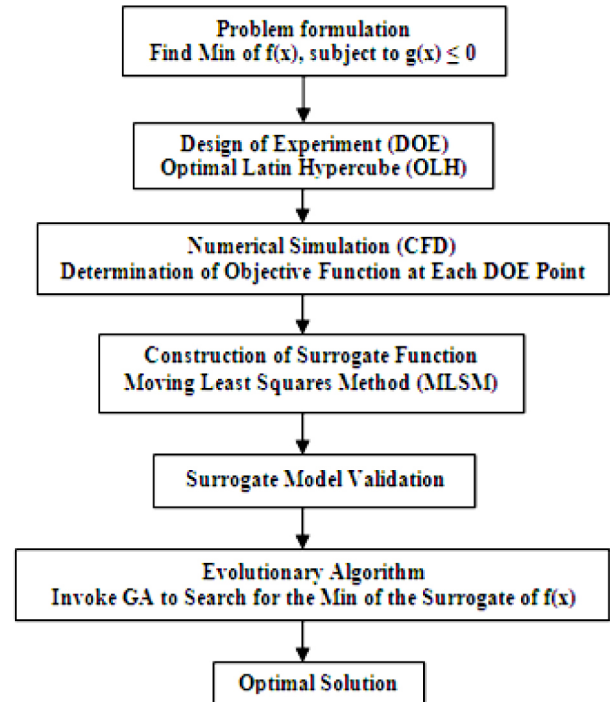 Problem formulation
Find Min of f(x), subject to g(x) ≤ 0
Design of Experiment (DOE)
Optimal Latin Hypercube (OLH)
Numerical Simulation (CFD)
Determination of Objective Function at Each DOE Point
Construction of Surrogate Function
Moving Least Squares Method (MLSM)
Surrogate Model Validation
Evolutionary Algorithm
Invoke GA to Search for the Min of the Surrogate of f(x)
Optimal Solution